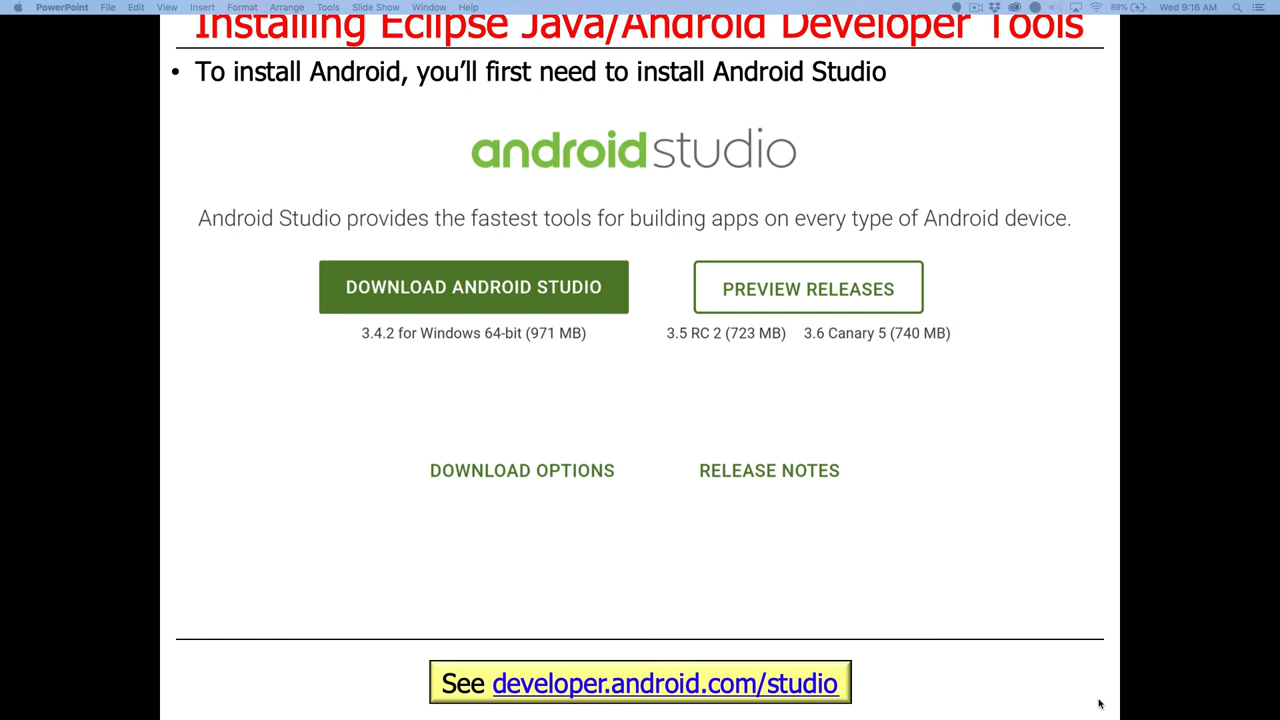 PowerPoint File Edit View Insert Format Arrange Tools Slide Show Window Help 89% Wed 9:16 AM
Installing Eclipse Java/Android Developer Tools
• To install Android, you’ll first need to install Android Studio
androidstudio
Android Studio provides the fastest tools for building apps on every type of Android device.
DOWNLOAD ANDROID STUDIO PREVIEW RELEASES
3.4.2 for Windows 64-bit (971 MB) 3.5 RC 2 (723 MB) 3.6 Canary 5 (740 MB)
DOWNLOAD OPTIONS RELEASE NOTES
See developer.android.com/studio